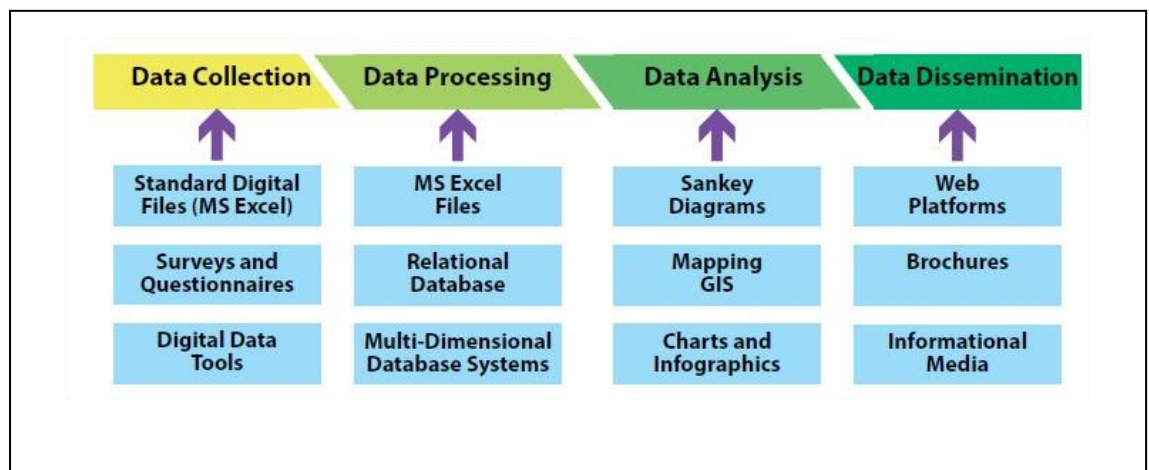 Data Collection
Data Processing
Data Analysis
Data Dissemination
Standard Digital
Files (MS Excel)
MS Excel
Files
Sankey
Diagrams
Web
Platforms
Surveys and
Questionnaires
Relational
Database
Mapping
GIS
Brochures
Digital Data
Tools
Multi-Dimensional
Database Systems
Charts and
Infographics
Informational
Media